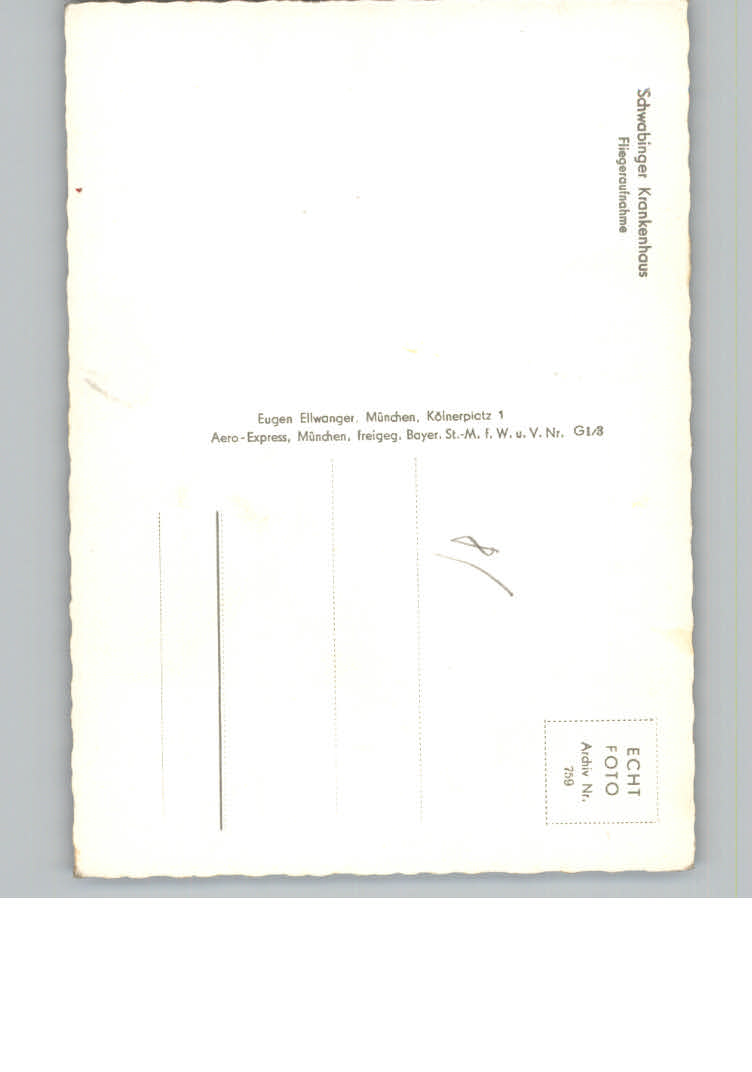 Schwabinger Krankenhaus
Fliegeraufnahme
Eugen Ellwanger, München, Kölnerplatz 1
Aero-Express, München, freigeg. Bayer. St.-M. f. W. u. V. Nr. G1/3
ECHT
FOTO
Archiv Nr.
759